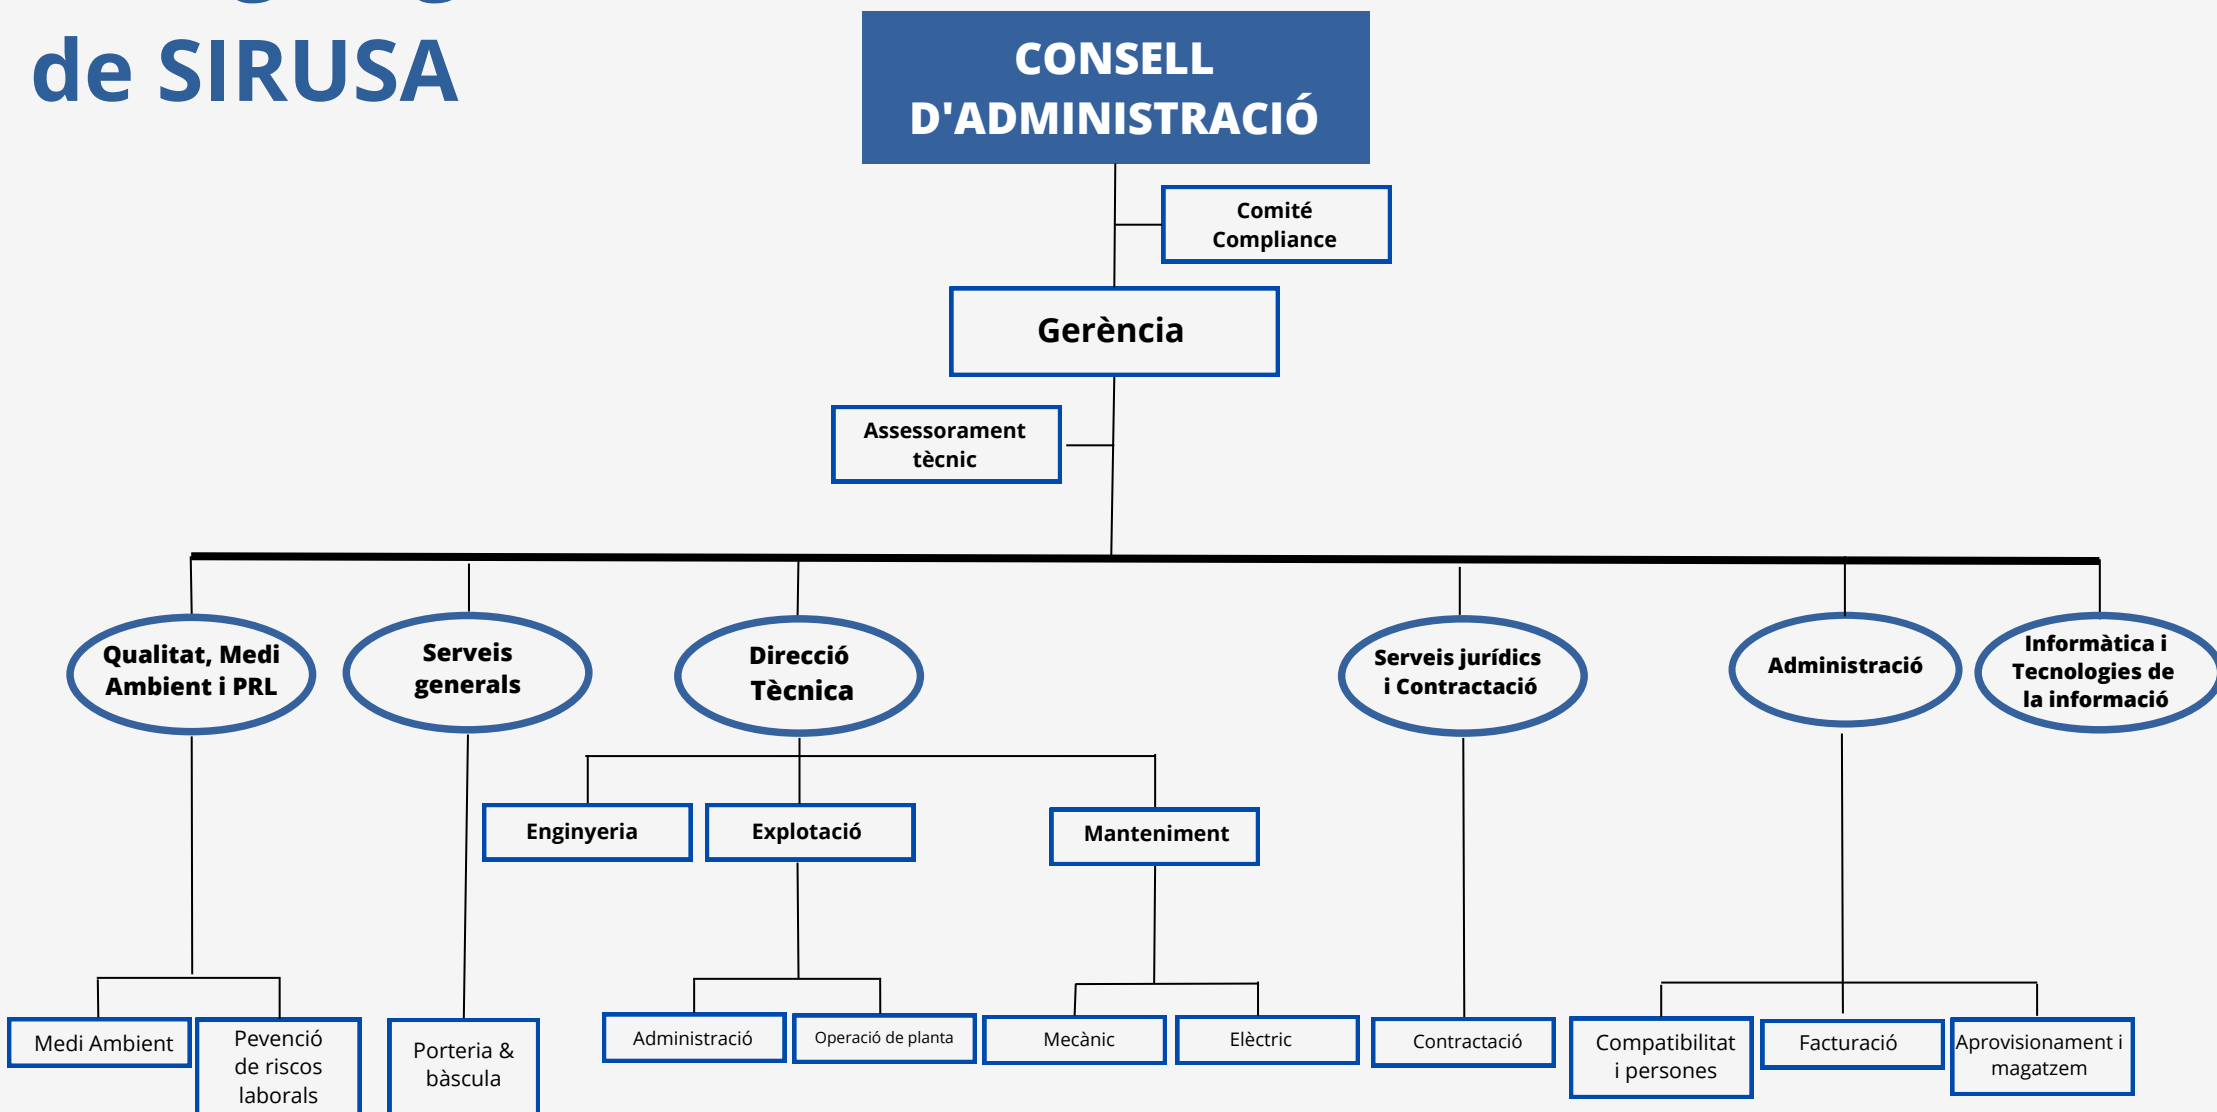 de SIRUSA
CONSELL
D'ADMINISTRACIÓ
Comité
Compliance
Gerència
Assessorament
tècnic
Qualitat, Medi
Ambient i PRL
Serveis
generals
Direcció
Tècnica
Serveis jurídics
i Contractació
Administració
Informàtica i
Tecnologies de
la informació
Enginyeria
Explotació
Manteniment
Medi Ambient
Pevenció
de riscos
laborals
Porteria &
bàscula
Administració
Operació de planta
Mecànic
Elèctric
Contractació
Compatibilitat
i persones
Facturació
Aprovisionament i
magatzem